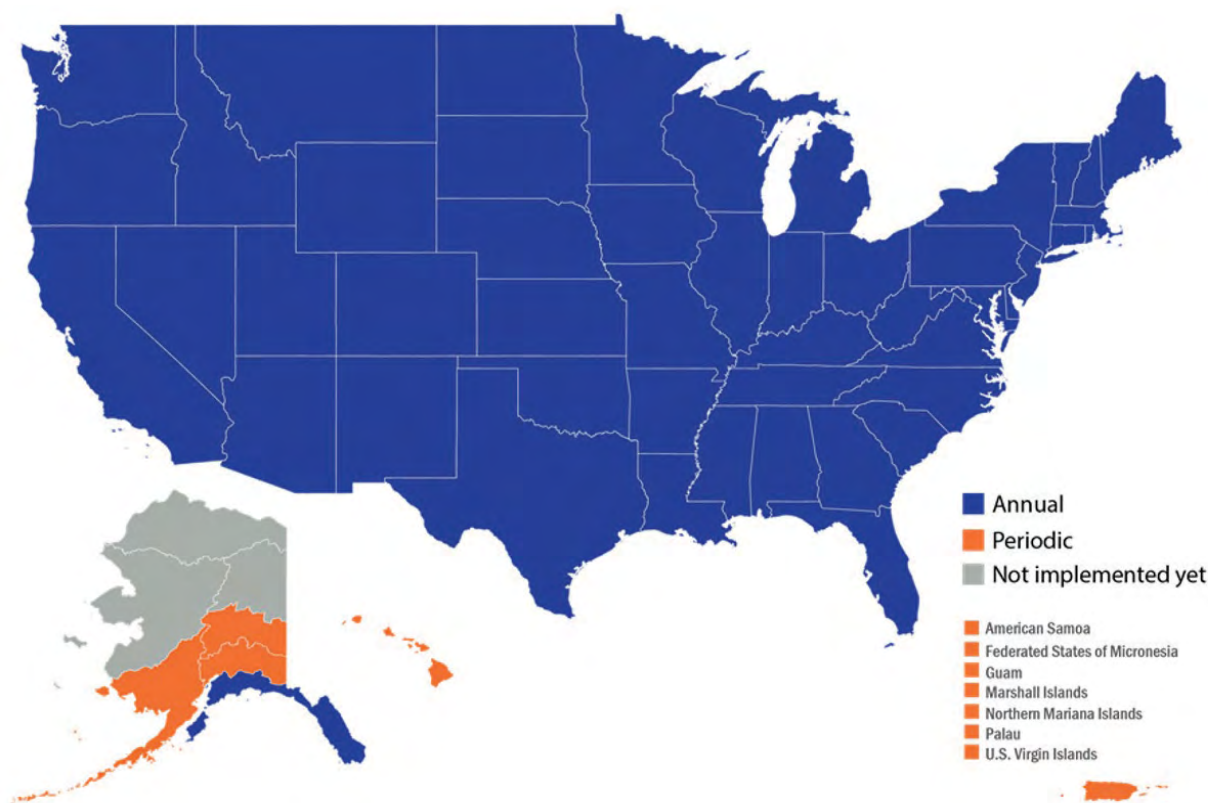 Annual
Periodic
Not implemented yet
American Samoa
Federated States of Micronesia
Guam
Marshall Islands
Northern Mariana Islands
Palau
U.S. Virgin Islands